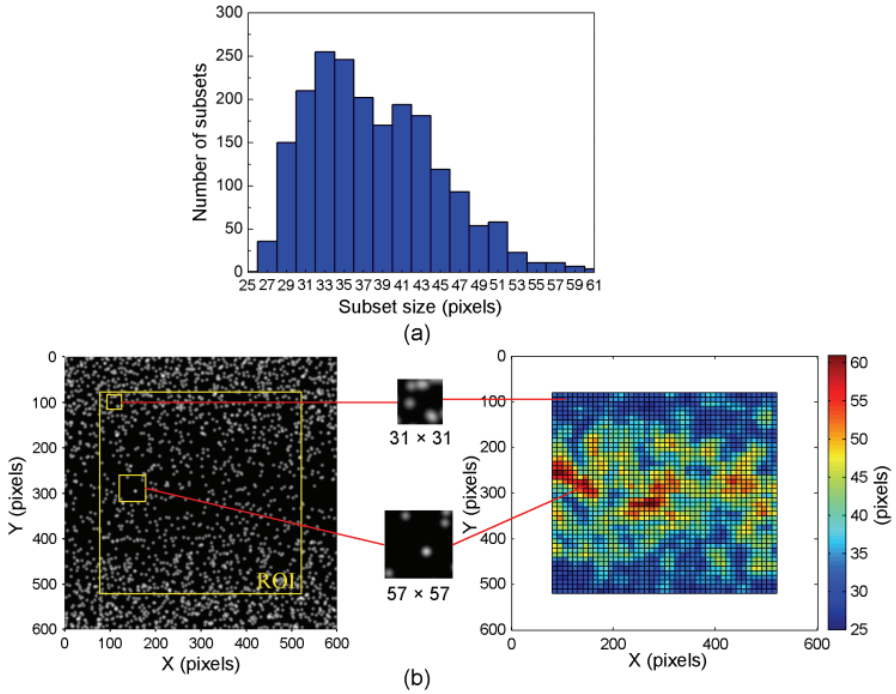 300
250
200
150
100
50
0
Number of subsets
25 27 29 31 33 35 37 39 41 43 45 47 49 51 53 55 57 59 61
Subset size (pixels)
(a)
0
100
200
300
400
500
600
Y (pixels)
ROI
0 100 200 300 400 500 600
X (pixels)
31 × 31
57 × 57
0
100
200
300
400
500
600
Y (pixels)
0 200 400 600
X (pixels)
60
55
50
45
40
35
30
25
(pixels)
(b)